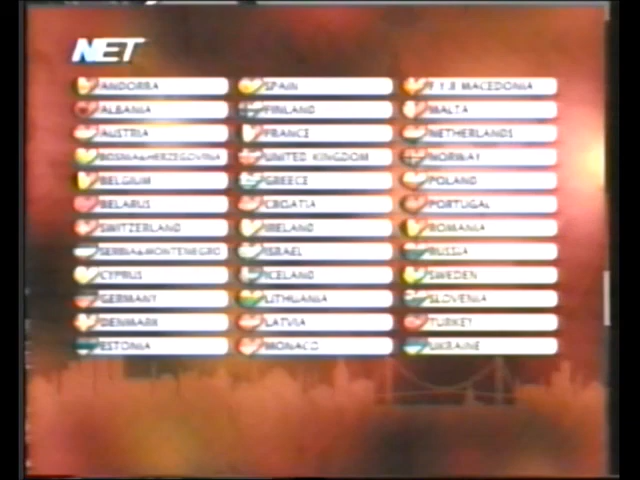 NET
ANDORRA
ALBANIA
AUSTRIA
BOSNIA&HERZEGOVINA
BELGIUM
BELARUS
SWITZERLAND
SERBIA&MONTENEGRO
CYPRUS
GERMANY
DENMARK
ESTONIA
SPAIN
FINLAND
FRANCE
UNITED KINGDOM
GREECE
CROATIA
IRELAND
ISRAEL
ICELAND
LITHUANIA
LATVIA
MONACO
F.Y.R. MACEDONIA
MALTA
NETHERLANDS
NORWAY
POLAND
PORTUGAL
ROMANIA
RUSSIA
SWEDEN
SLOVENIA
TURKEY
UKRAINE